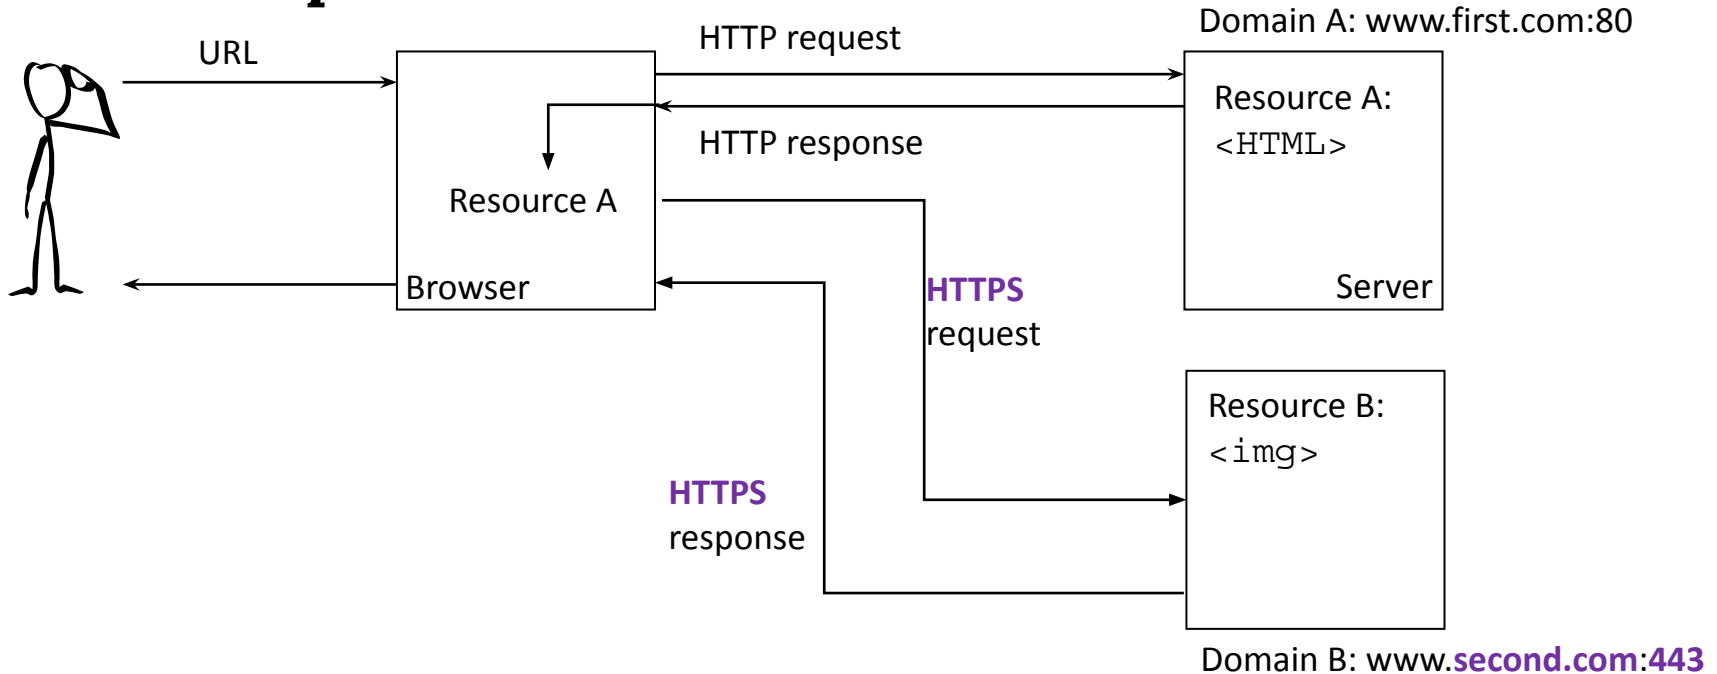 URL
HTTP request
Domain A: www.first.com:80
HTTP response
Resource A:
<HTML>
Resource A
Browser
Server
HTTPS
request
Resource B:
<img>
HTTPS
response
Domain B: www.second.com:443